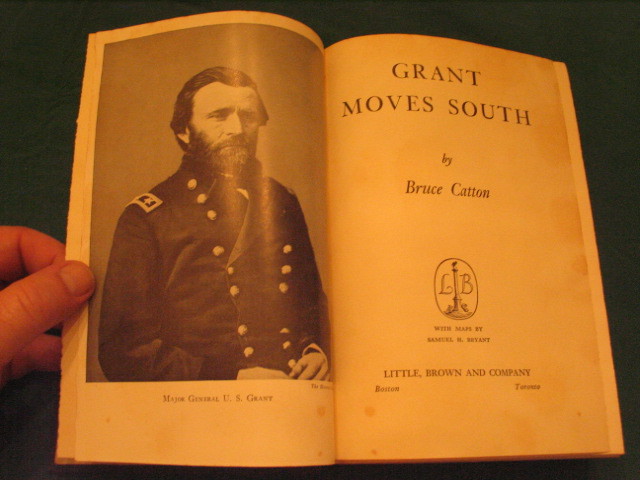 The
MAJOR GENERAL U. S. GRANT
GRANT
MOVES SOUTH
by
Bruce Catton
L B
WITH MAPS BY
SAMUEL H. BRYANT
LITTLE, BROWN AND COMPANY
Boston Toronto